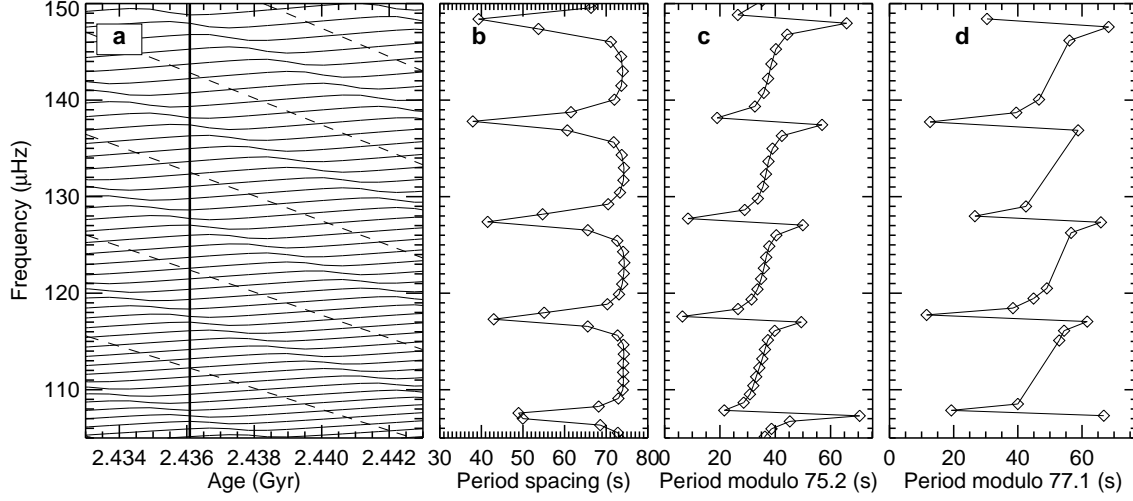 a
b
c
d
150
140
130
120
110
Frequency (μHz)
2.434 2.436 2.438 2.440 2.442
30 40 50 60 70 80
0 20 40 60
0 20 40 60
Age (Gyr)
Period spacing (s)
Period modulo 75.2 (s)
Period modulo 77.1 (s)